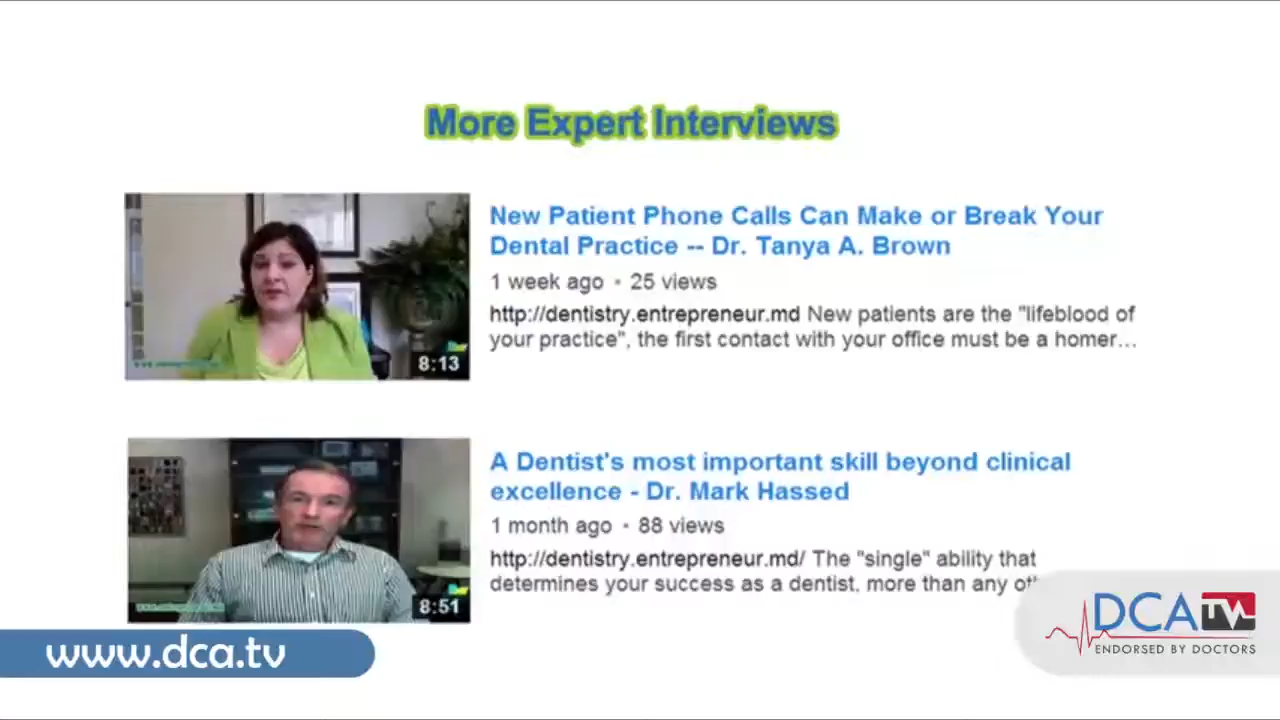 More Expert Interviews
New Patient Phone Calls Can Make or Break Your
Dental Practice -- Dr. Tanya A. Brown
1 week ago • 25 views
http://dentistry.entrepreneur.md New patients are the "lifeblood of
your practice", the first contact with your office must be a homer...
8:13
A Dentist's most important skill beyond clinical
excellence - Dr. Mark Hassed
1 month ago • 88 views
http://dentistry.entrepreneur.md/ The "single" ability that
determines your success as a dentist, more than any
8:51
www.dca.tv
DCATV
ENDORSED BY DOCTORS